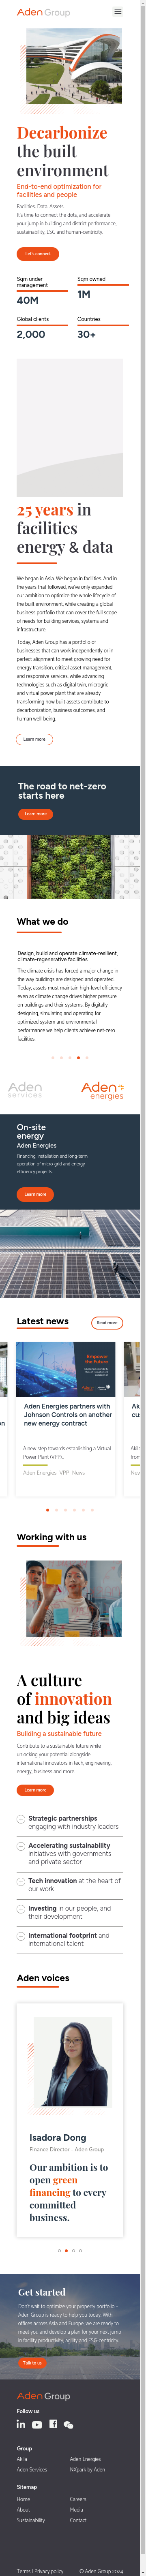 Aden Group
Decarbonize
the built
environment
End-to-end optimization for
facilities and people
Facilities. Data. Assets.
It's time to connect the dots, and accelerate
your jump in building and district performance,
sustainability, ESG and human-centricity.
Let's connect
Sqm under
management
40M
Sqm owned
1M
Global clients
2,000
Countries
30+
25 years in
facilities
energy & data
We began in Asia. We began in facilities. And in
the years that followed, we've only expanded
from there. Our vision to optimize the whole life
of the built environment, while creating a global
business portfolio that can cover the full span
of needs for building services, systems and
infrastructure.
Today, Aden Group has a portfolio of
businesses that can work independently or in
perfect alignment to meet growing need for
energy transition, critical asset management,
and responsive services, while advancing
technologies such as digital twin, microgrid
and virtual power plant that are already
transforming how built assets contribute to
decarbonization, business outcomes, and
human well-being.
Learn more
The road to net-zero
starts here
Learn more
What we do
Design, build and operate climate-resilient,
climate-regenerative facilities
The climate crisis has forced a sea change in
the way buildings are designed and operated.
Today, assets must maintain high-level efficiency
even as climate change drives higher pressures
on buildings and their systems. By digitally
designing, simulating, and operating for
optimized system and environmental
performance we help clients achieve net-zero
facilities.
Aden
services
Aden
energies
On-site
energy
Aden Energies
Financing, installation and long-term
operation of micro-grid and energy
efficiency projects.
Learn more
Latest news
Read more
Empower
the Future
Aden Energies partners with
Johnson Controls on another
new energy contract
A new step towards establishing a Virtual
Power Plant (VPP)...
Aden Energies VPP News
on
Ak
cu
Akila
from
New
Working with us
A culture
of innovation
and big ideas
Building a sustainable future
Contribute to a sustainable future while
unlocking your potential alongside
international innovators in tech, engineering,
energy, business and more.
Learn more
Strategic partnerships
engaging with industry leaders
Accelerating sustainability
initiatives with governments
and private sector
Tech innovation at the heart of
our work
Investing in our people, and
their development
International footprint and
international talent
Aden voices
Isadora Dong
Finance Director – Aden Group
Our ambition is to
open green
financing to every
committed
business.
Get started
Don't wait to optimize your property portfolio –
Aden Group is ready to help you today. With
offices across Asia and Europe, we are ready to
meet you and develop a plan for your next jump
in facility productivity, agility and ESG-centricity.
Talk to us
Aden Group
Follow us
Group
Akila
Aden Energies
Aden Services
NXpark by Aden
Sitemap
Home
Careers
About
Media
Sustainability
Contact
Terms | Privacy policy
© Aden Group 2024